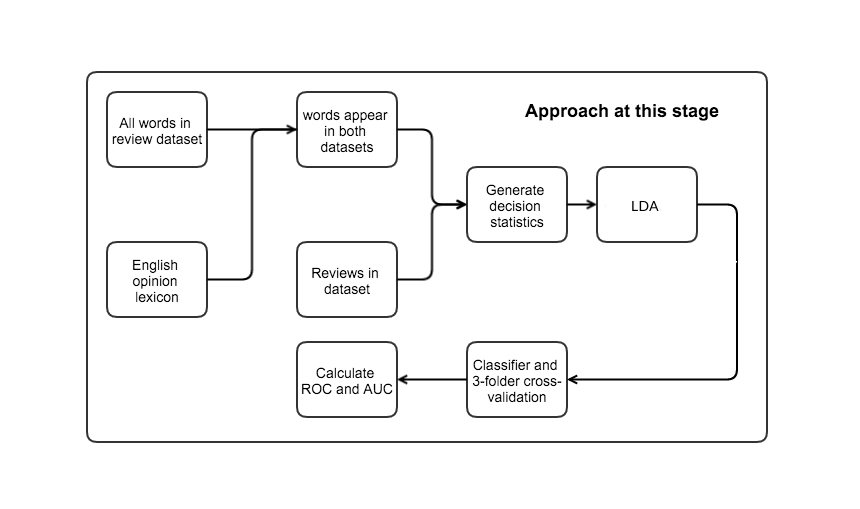 Approach at this stage
All words in
review dataset
words appear
in both
datasets
Generate
decision
statistics
LDA
English
opinion
lexicon
Reviews in
dataset
Calculate
ROC and AUC
Classifier and
3-folder cross-
validation